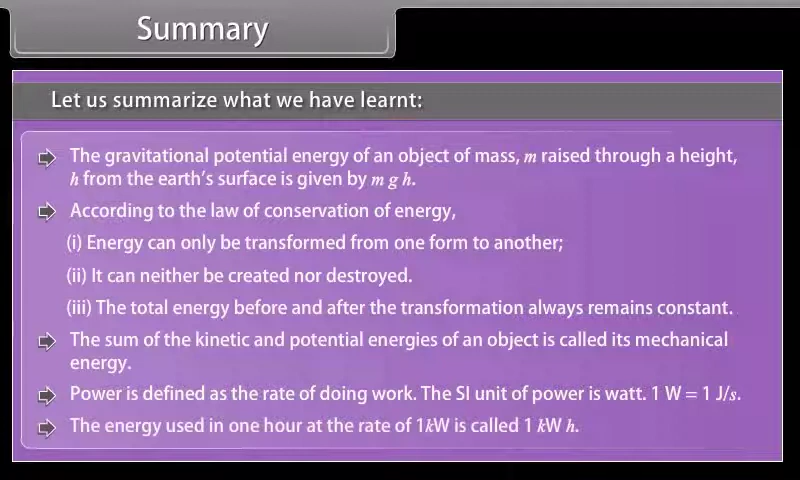 Summary
Let us summarize what we have learnt:
The gravitational potential energy of an object of mass, m raised through a height,
h from the earth's surface is given by m g h.
According to the law of conservation of energy,
(i) Energy can only be transformed from one form to another;
(ii) It can neither be created nor destroyed.
(iii) The total energy before and after the transformation always remains constant.
The sum of the kinetic and potential energies of an object is called its mechanical
energy.
Power is defined as the rate of doing work. The SI unit of power is watt. 1 W = 1 J/s.
The energy used in one hour at the rate of 1kW is called 1 kW h.